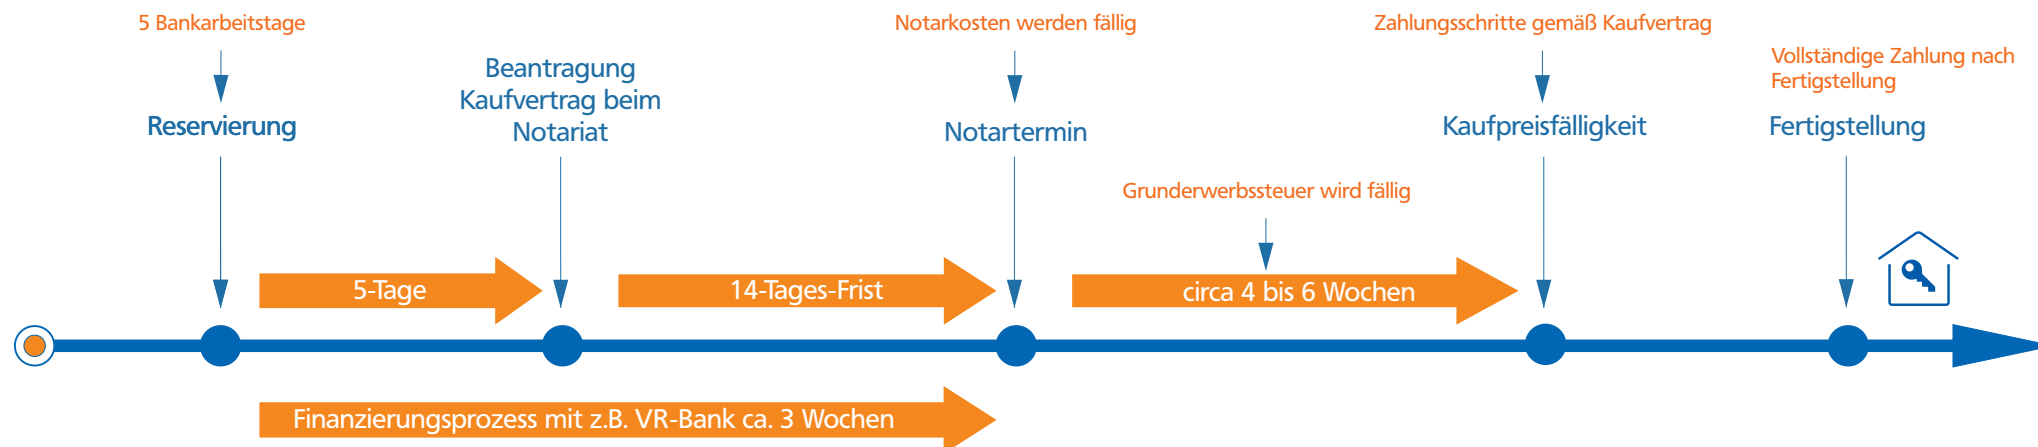 5 Bankarbeitstage
Reservierung
Beantragung
Kaufvertrag beim
Notariat
Notarkosten werden fällig
Notartermin
Zahlungsschritte gemäß Kaufvertrag
Kaufpreisfälligkeit
Vollständige Zahlung nach
Fertigstellung
Fertigstellung
Grunderwerbssteuer wird fällig
5-Tage
14-Tages-Frist
circa 4 bis 6 Wochen
Finanzierungsprozess mit z.B. VR-Bank ca. 3 Wochen